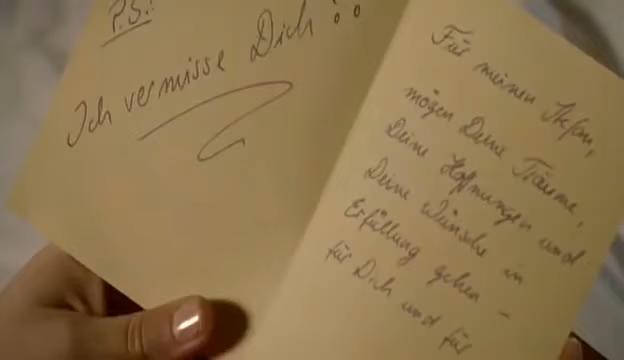 P.S.:
Ich vermisse Dich!!
Für meinen Stefan,
mögen Deine Träume,
Deine Hoffnungen und
Deine Wünsche in
Erfüllung gehen –
für Dich und für